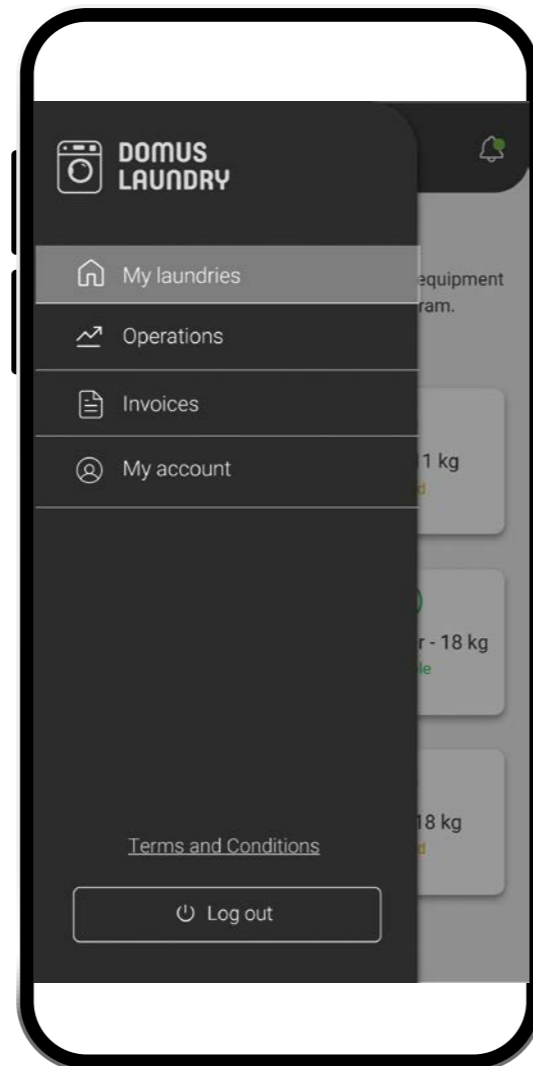 DOMUS
LAUNDRY
My laundries
equipment
ram.
Operations
Invoices
1 kg
d
My account
r - 18 kg
le
18 kg
d
Terms and Conditions
Log out